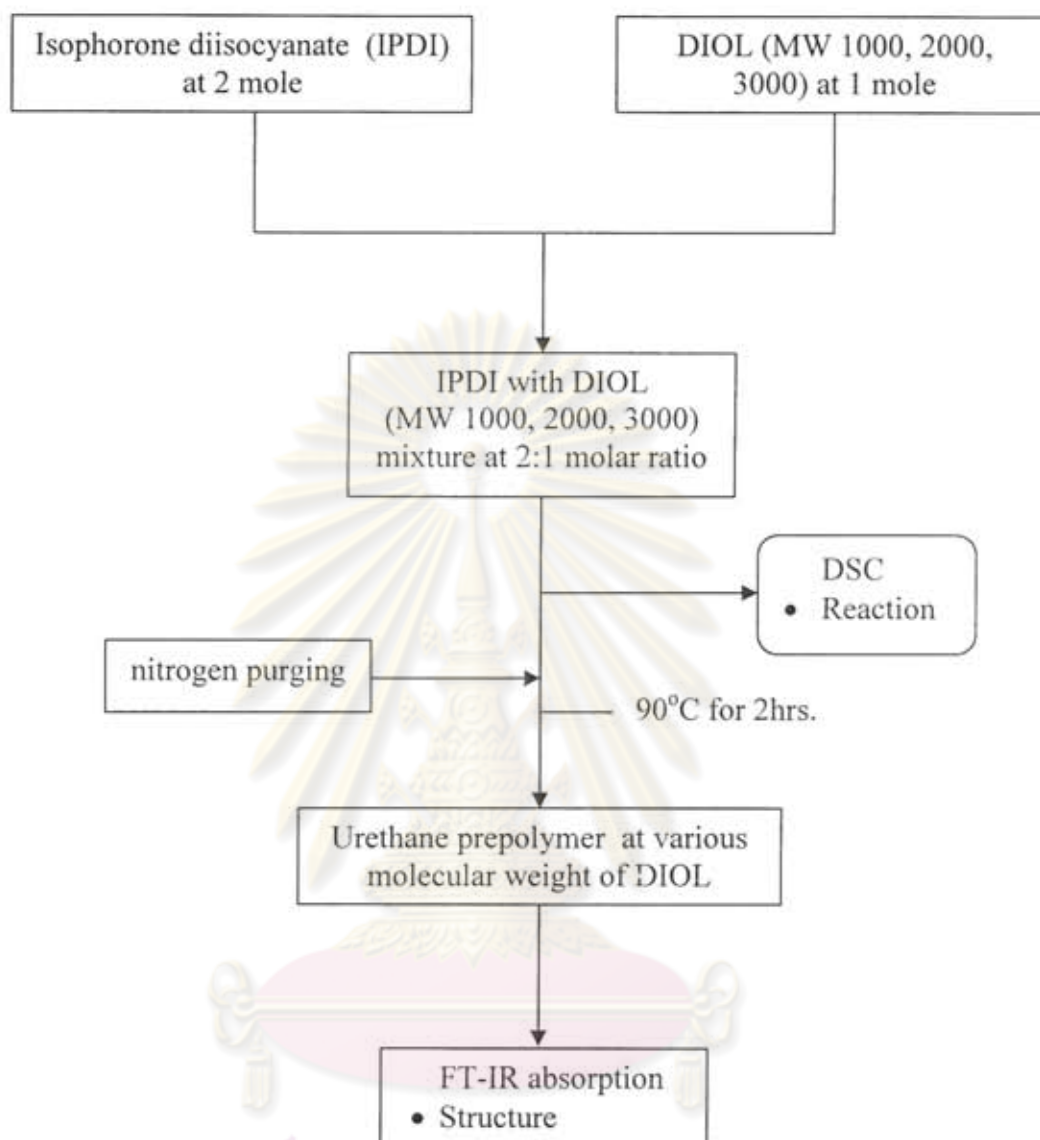 Isophorone diisocyanate (IPDI)
at 2 mole
DIOL (MW 1000, 2000,
3000) at 1 mole
IPDI with DIOL
(MW 1000, 2000, 3000)
mixture at 2:1 molar ratio
DSC
• Reaction
nitrogen purging
90°C for 2hrs.
Urethane prepolymer at various
molecular weight of DIOL
FT-IR absorption
• Structure